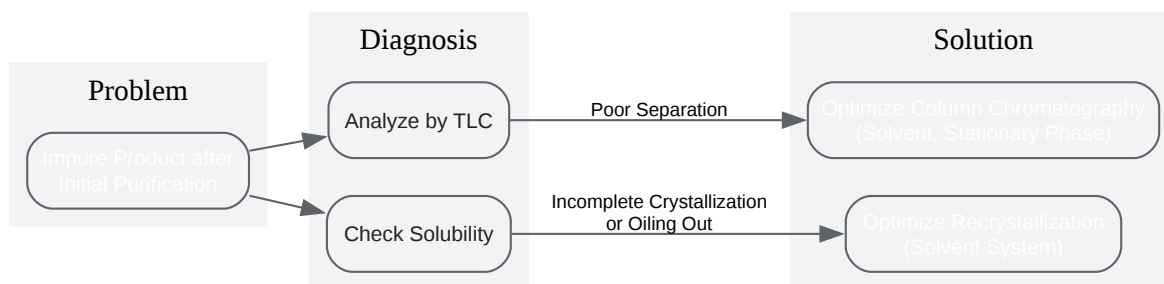 Problem
Impure Product after
Initial Purification
Diagnosis
Analyze by TLC
Check Solubility
Poor Separation
Incomplete Crystallization
or Oiling Out
Solution
Optimize Column Chromatography
(Solvent, Stationary Phase)
Optimize Recrystallization
(Solvent System)